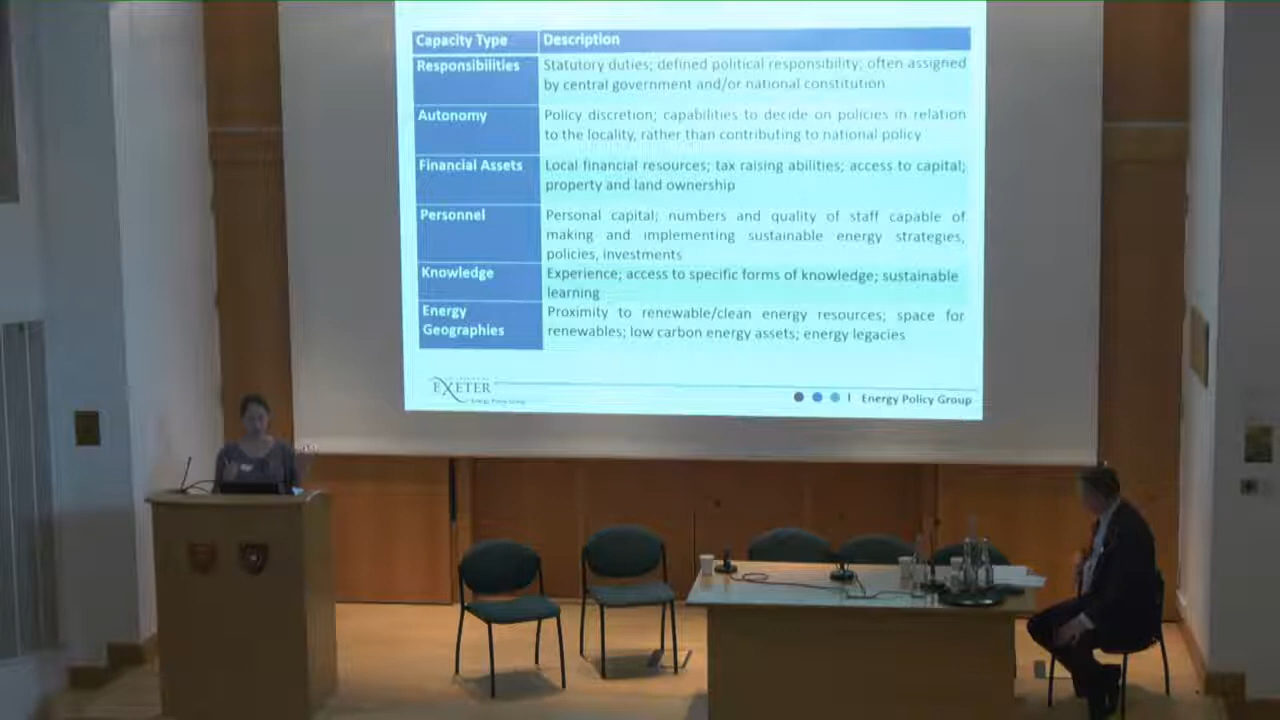 Capacity Type Description
Responsibilities Statutory duties; defined political responsibility; often assigned
by central government and/or national constitution
Autonomy Policy discretion; capabilities to decide on policies in relation
to the locality, rather than contributing to national policy
Financial Assets Local financial resources; tax raising abilities; access to capital;
property and land ownership
Personnel Personal capital; numbers and quality of staff capable of
making and implementing sustainable energy strategies,
policies, investments
Knowledge Experience; access to specific forms of knowledge; sustainable
learning
Energy Proximity to renewable/clean energy resources; space for
Geographies renewables; low carbon energy assets; energy legacies
EXETER
Energy Policy Group
| Energy Policy Group